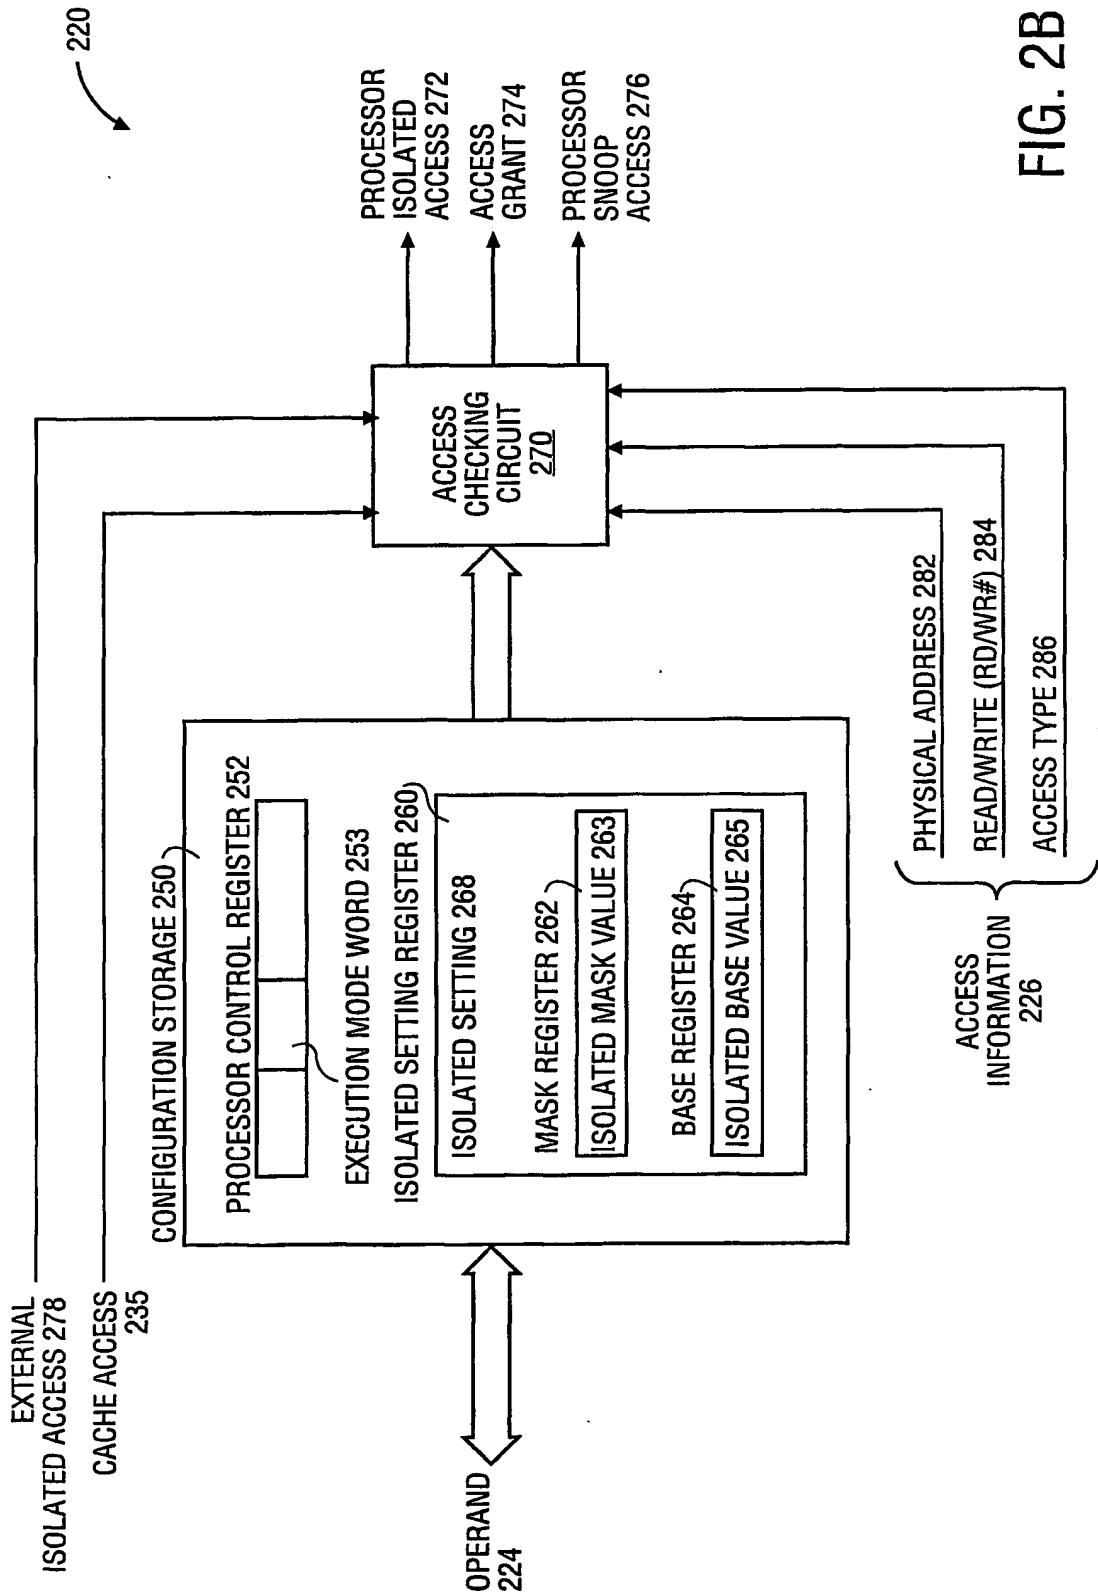 220
EXTERNAL
ISOLATED ACCESS 278
CACHE ACCESS
235
CONFIGURATION STORAGE 250
PROCESSOR CONTROL REGISTER 252
EXECUTION MODE WORD 253
ISOLATED SETTING REGISTER 260
ISOLATED SETTING 268
MASK REGISTER 262
ISOLATED MASK VALUE 263
BASE REGISTER 264
ISOLATED BASE VALUE 265
OPERAND
224
ACCESS
CHECKING
CIRCUIT
270
PROCESSOR
ISOLATED
ACCESS 272
ACCESS
GRANT 274
PROCESSOR
SNOOP
ACCESS 276
PHYSICAL ADDRESS 282
READ/WRITE (RD/WR#) 284
ACCESS TYPE 286
ACCESS
INFORMATION
226
FIG. 2B